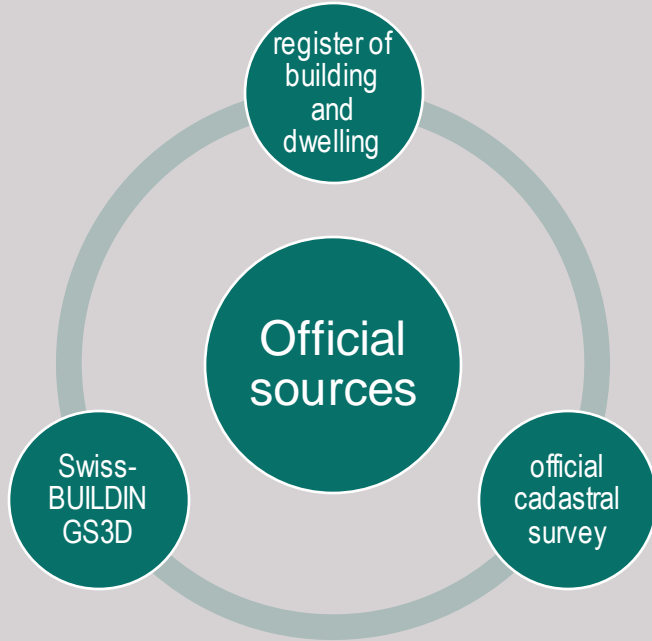 register of
building
and
dwelling
Official
sources
Swiss-
BUILDIN
GS3D
official
cadastral
survey